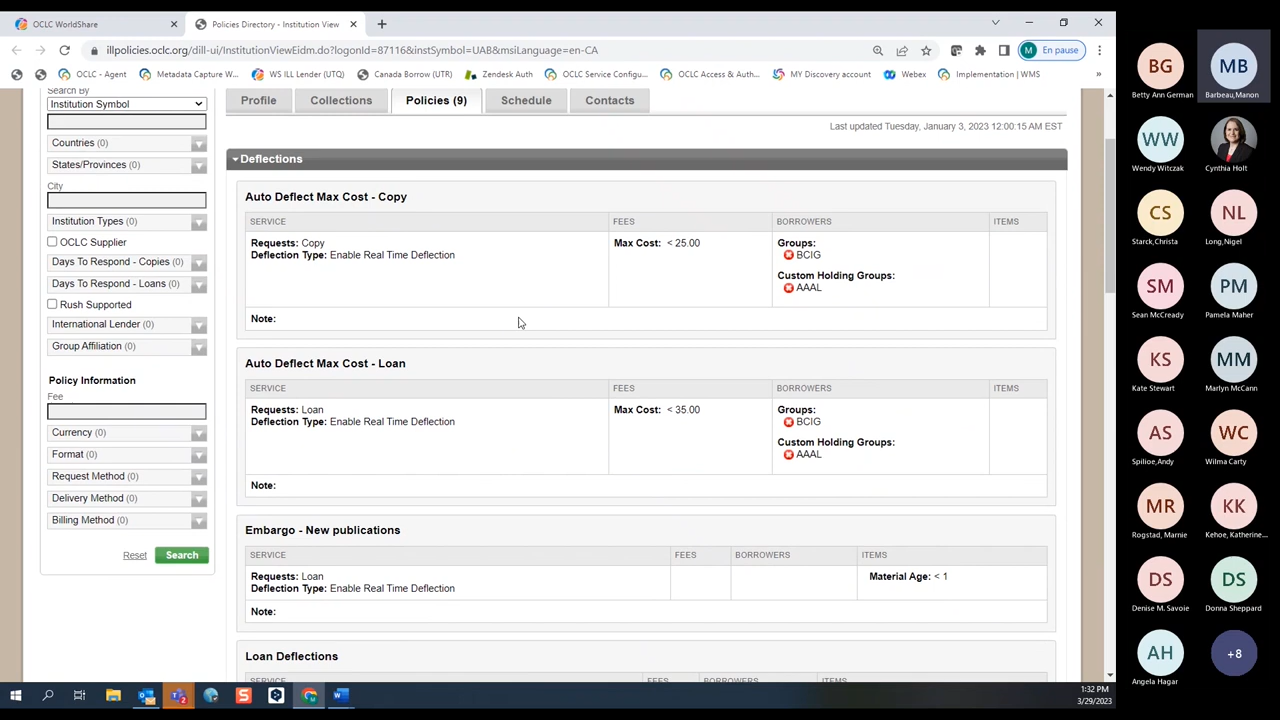 OCLC WorldShare
Policies Directory - Institution View
illpolicies.oclc.org/dill-ui/InstitutionViewEidm.do?logonId=87116&instSymbol=UAB&msiLanguage=en-CA
En pause
OCLC - Agent
Metadata Capture W...
WS ILL Lender (UTQ)
Canada Borrow (UTR)
Zendesk Auth
OCLC Service Configu...
OCLC Access & Auth...
MY Discovery account
Webex
Implementation | WMS
»
Search By
Institution Symbol
Countries (0)
States/Provinces (0)
City
Institution Types (0)
OCLC Supplier
Days To Respond - Copies (0)
Days To Respond - Loans (0)
Rush Supported
International Lender (0)
Group Affiliation (0)
Policy Information
Fee
Currency (0)
Format (0)
Request Method (0)
Delivery Method (0)
Billing Method (0)
Reset
Search
Profile
Collections
Policies (9)
Schedule
Contacts
Last updated Tuesday, January 3, 2023 12:00:15 AM EST
Deflections
Auto Deflect Max Cost - Copy
SERVICE FEES BORROWERS ITEMS
Requests: Copy
Deflection Type: Enable Real Time Deflection
Max Cost: < 25.00
Groups:
BCIG
Custom Holding Groups:
AAAL
Note:
Auto Deflect Max Cost - Loan
SERVICE FEES BORROWERS ITEMS
Requests: Loan
Deflection Type: Enable Real Time Deflection
Max Cost: < 35.00
Groups:
BCIG
Custom Holding Groups:
AAAL
Note:
Embargo - New publications
SERVICE FEES BORROWERS ITEMS
Requests: Loan
Deflection Type: Enable Real Time Deflection
Material Age: < 1
Note:
Loan Deflections
SERVICE FEES BORROWERS ITEMS
1:32 PM
3/29/2023
BG
Betty Ann German
MB
Barbeau,Manon
WW
Wendy Witczak
Cynthia Holt
CS
Starck,Christa
NL
Long,Nigel
SM
Sean McCready
PM
Pamela Maher
KS
Kate Stewart
MM
Marlyn McCann
AS
Spilioe,Andy
WC
Wilma Carty
MR
Rogstad, Marnie
KK
Kehoe, Katherine...
DS
Denise M. Savoie
DS
Donna Sheppard
AH
Angela Hagar
+8